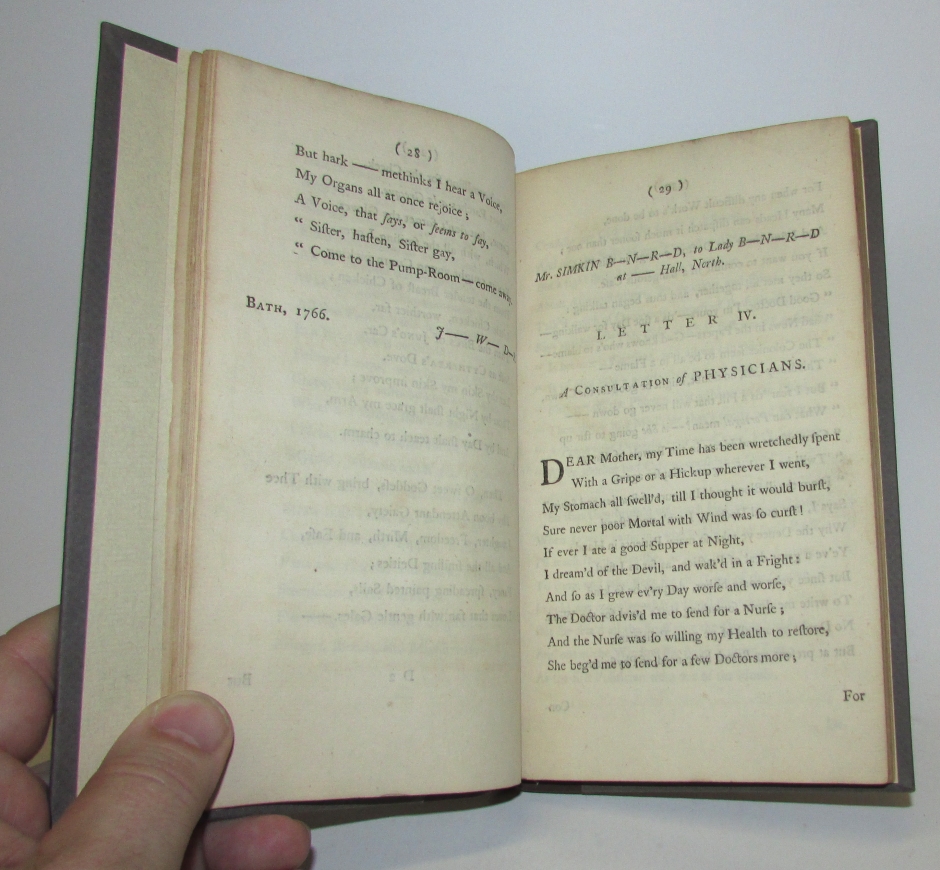 ( 28 )
But hark —— methinks I hear a Voice,
My Organs all at once rejoice ;
A Voice, that ſays, or ſeems to ſay,
“ Siſter, haſten, Siſter gay,
“ Come to the Pump-Room — come away
BATH, 1766.
J—— W— D—
( 29 )
Mr. SIMKIN B—N—R—D, to Lady B—N—R—D
at —— Hall, North.
LETTER IV.
A CONSULTATION of PHYSICIANS.
DEAR Mother, my Time has been wretchedly ſpent
With a Gripe or a Hickup wherever I went,
My Stomach all ſwell'd, till I thought it would burſt,
Sure never poor Mortal with Wind was ſo curſt !
If ever I ate a good Supper at Night,
I dream'd of the Devil, and wak'd in a Fright :
And ſo as I grew ev'ry Day worſe and worſe,
The Doctor advis'd me to ſend for a Nurſe ;
And the Nurſe was ſo willing my Health to reſtore,
She beg'd me to ſend for a few Doctors more ;
For